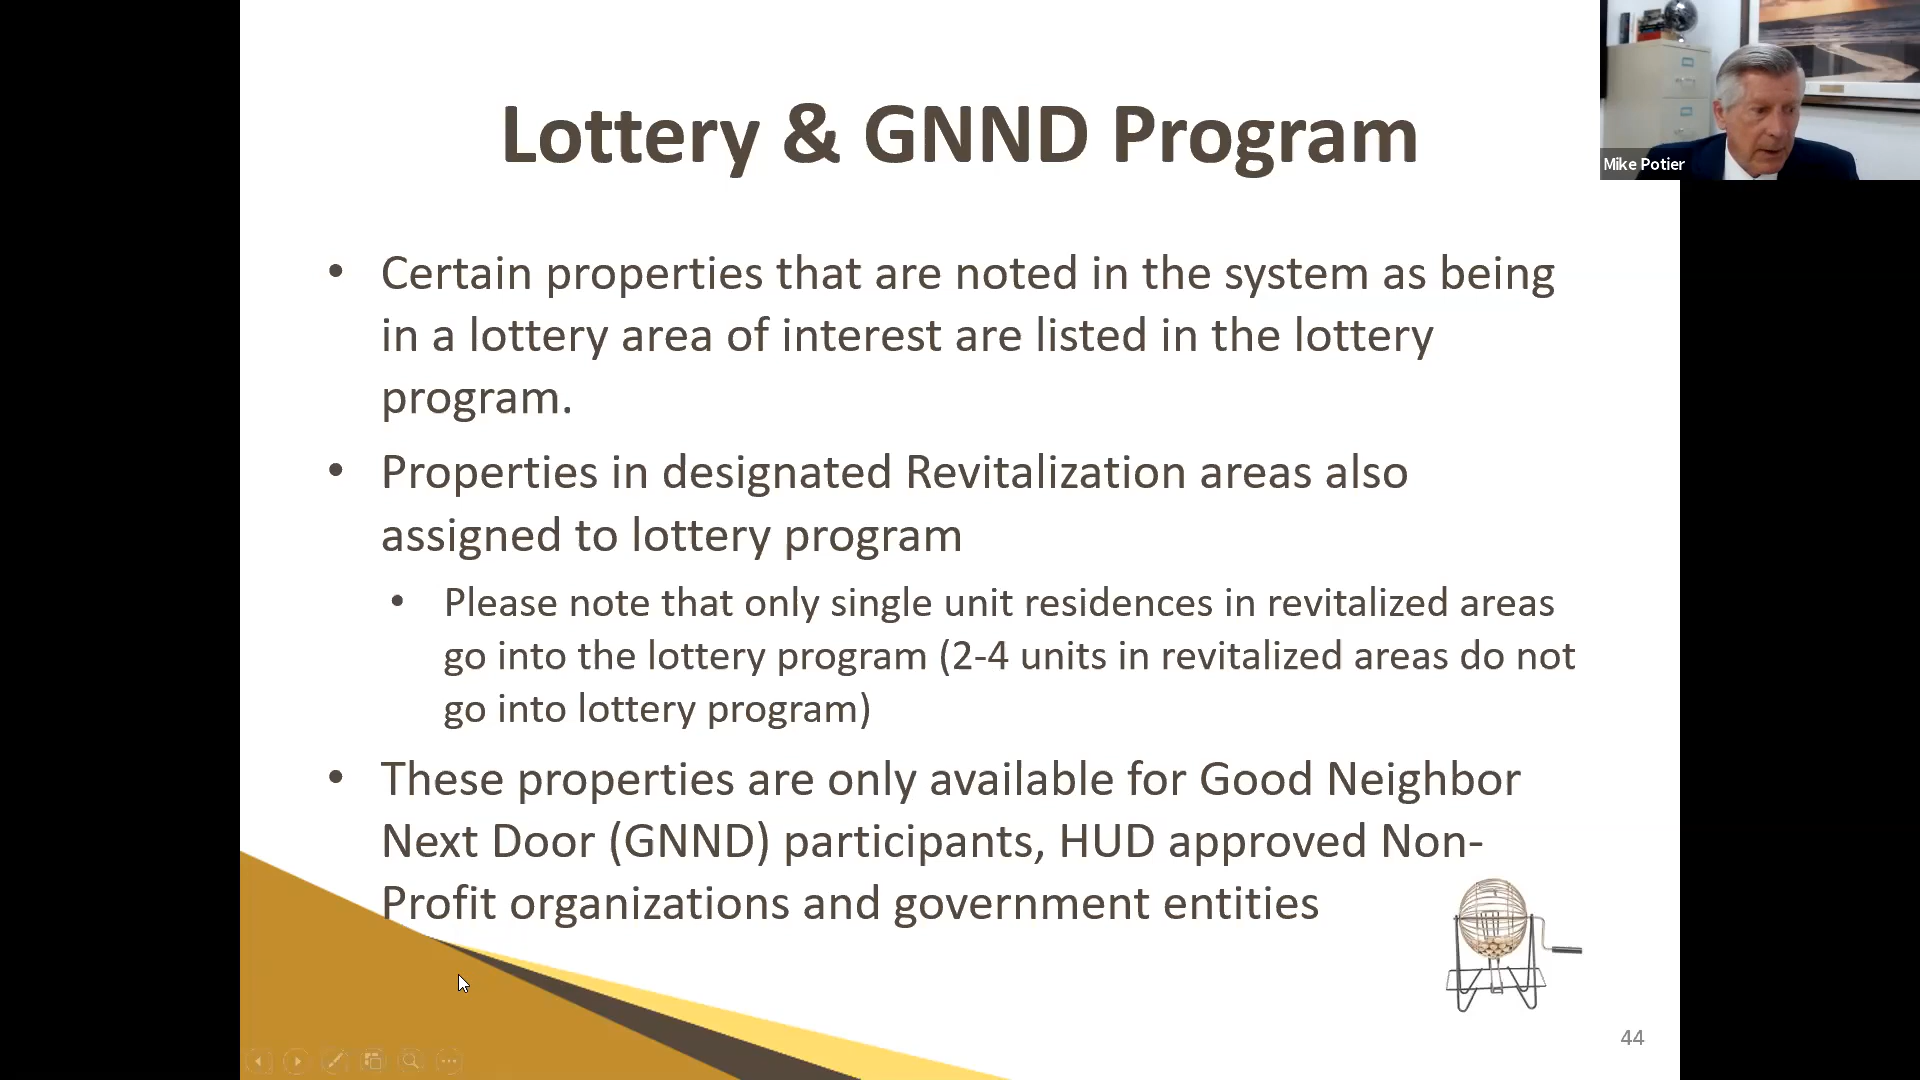 Lottery & GNND Program
Mike Potier
• Certain properties that are noted in the system as being
in a lottery area of interest are listed in the lottery
program.
• Properties in designated Revitalization areas also
assigned to lottery program
• Please note that only single unit residences in revitalized areas
go into the lottery program (2-4 units in revitalized areas do not
go into lottery program)
• These properties are only available for Good Neighbor
Next Door (GNND) participants, HUD approved Non-
Profit organizations and government entities
44